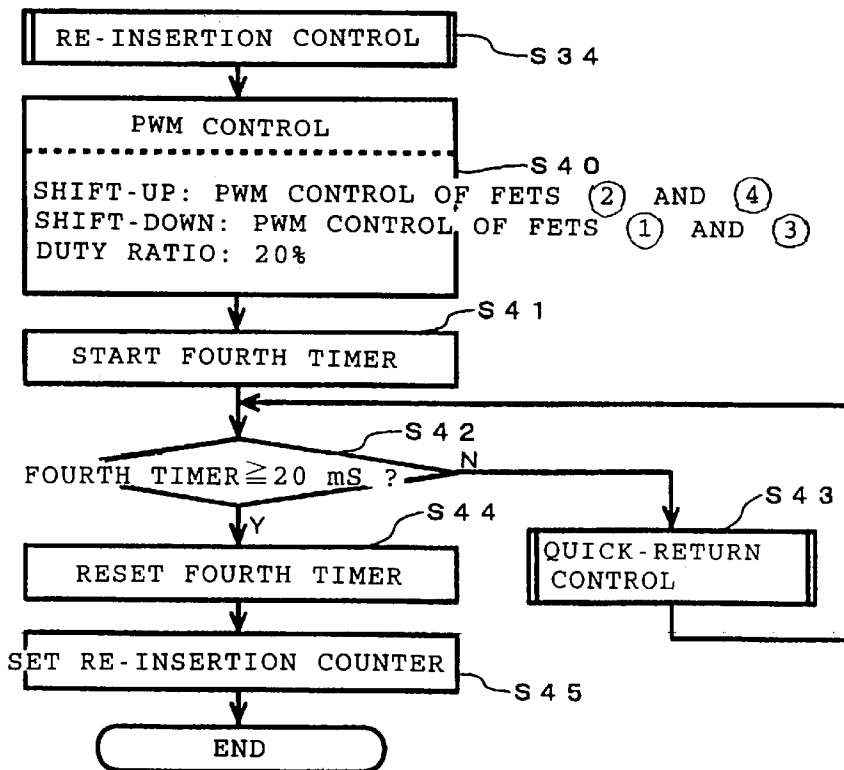 RE-INSERTION CONTROL
S34
PWM CONTROL
S40
SHIFT-UP: PWM CONTROL OF FETS ② AND ④
SHIFT-DOWN: PWM CONTROL OF FETS ① AND ③
DUTY RATIO: 20%
S41
START FOURTH TIMER
S42
FOURTH TIMER≧20 mS ?
N
S43
Y
S44
QUICK-RETURN
CONTROL
RESET FOURTH TIMER
SET RE-INSERTION COUNTER
S45
END